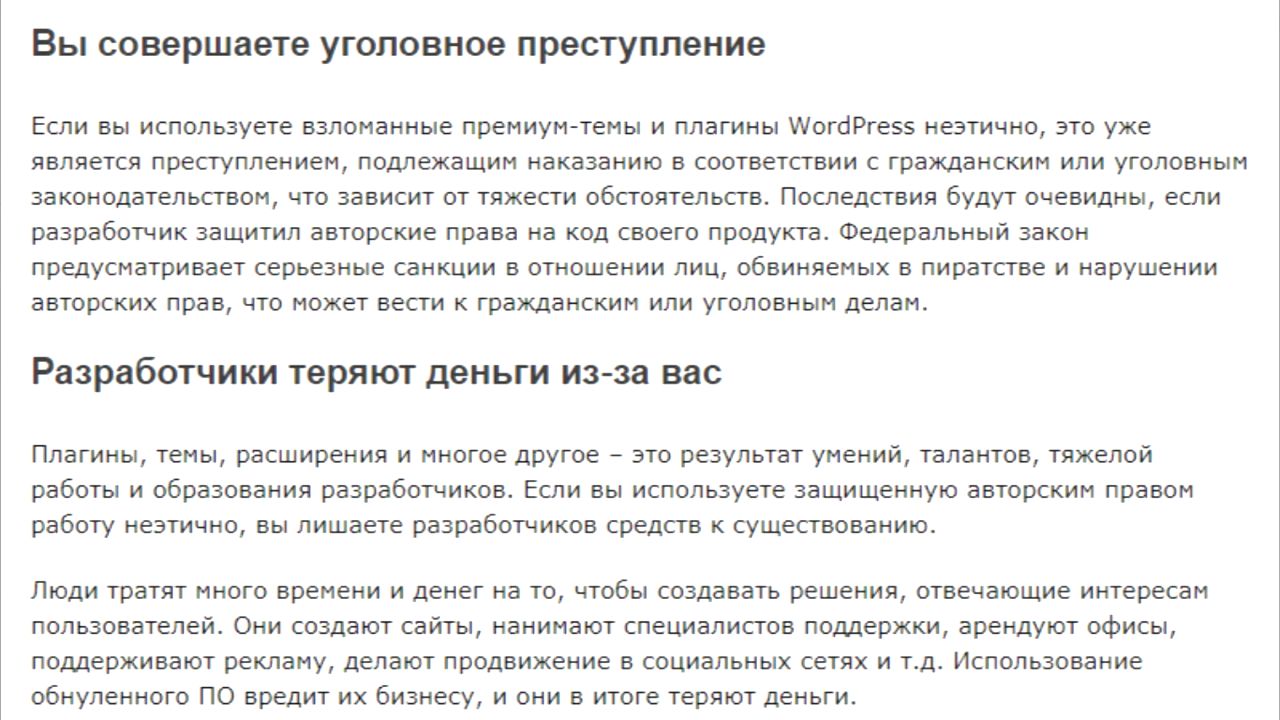 Вы совершаете уголовное преступление
Если вы используете взломанные премиум-темы и плагины WordPress неэтично, это уже
является преступлением, подлежащим наказанию в соответствии с гражданским или уголовным
законодательством, что зависит от тяжести обстоятельств. Последствия будут очевидны, если
разработчик защитил авторские права на код своего продукта. Федеральный закон
предусматривает серьезные санкции в отношении лиц, обвиняемых в пиратстве и нарушении
авторских прав, что может вести к гражданским или уголовным делам.
Разработчики теряют деньги из-за вас
Плагины, темы, расширения и многое другое – это результат умений, талантов, тяжелой
работы и образования разработчиков. Если вы используете защищенную авторским правом
работу неэтично, вы лишаете разработчиков средств к существованию.
Люди тратят много времени и денег на то, чтобы создавать решения, отвечающие интересам
пользователей. Они создают сайты, нанимают специалистов поддержки, арендуют офисы,
поддерживают рекламу, делают продвижение в социальных сетях и т.д. Использование
обнуленного ПО вредит их бизнесу, и они в итоге теряют деньги.